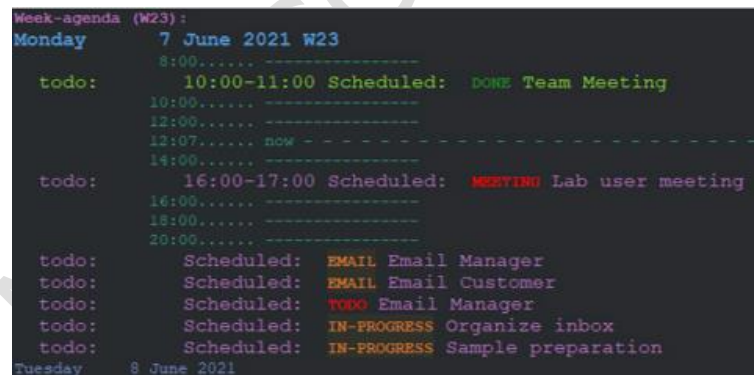 Week-agenda (W23):
Monday 7 June 2021 W23
8:00...... ----------------
todo: 10:00-11:00 Scheduled: DONE Team Meeting
10:00...... ----------------
12:00...... ----------------
12:07...... now - - - - - - - - - - - - - - - - - - - - - - - - -
14:00...... ----------------
todo: 16:00-17:00 Scheduled: MEETING Lab user meeting
16:00...... ----------------
18:00...... ----------------
20:00...... ----------------
todo: Scheduled: EMAIL Email Manager
todo: Scheduled: EMAIL Email Customer
todo: Scheduled: TODO Email Manager
todo: Scheduled: IN-PROGRESS Organize inbox
todo: Scheduled: IN-PROGRESS Sample preparation
Tuesday 8 June 2021